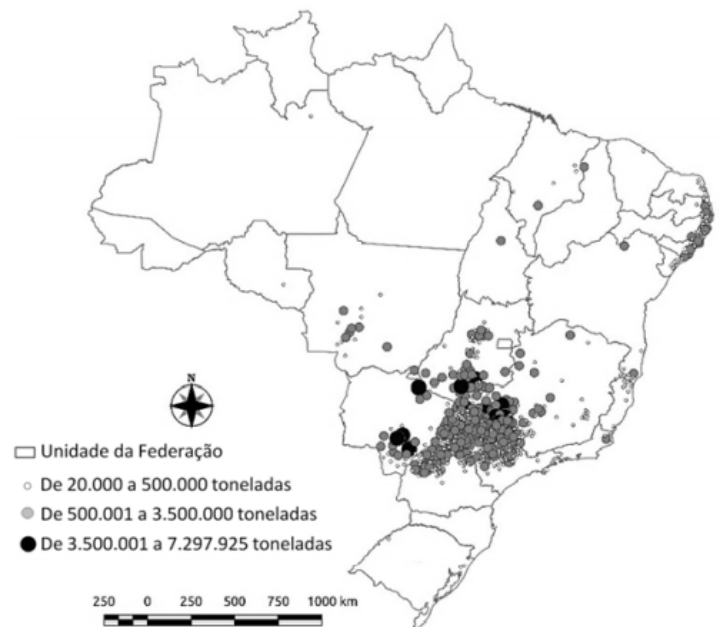 N
Unidade da Federação
De 20.000 a 500.000 toneladas
De 500.001 a 3.500.000 toneladas
De 3.500.001 a 7.297.925 toneladas
250 0 250 500 750 1000 km